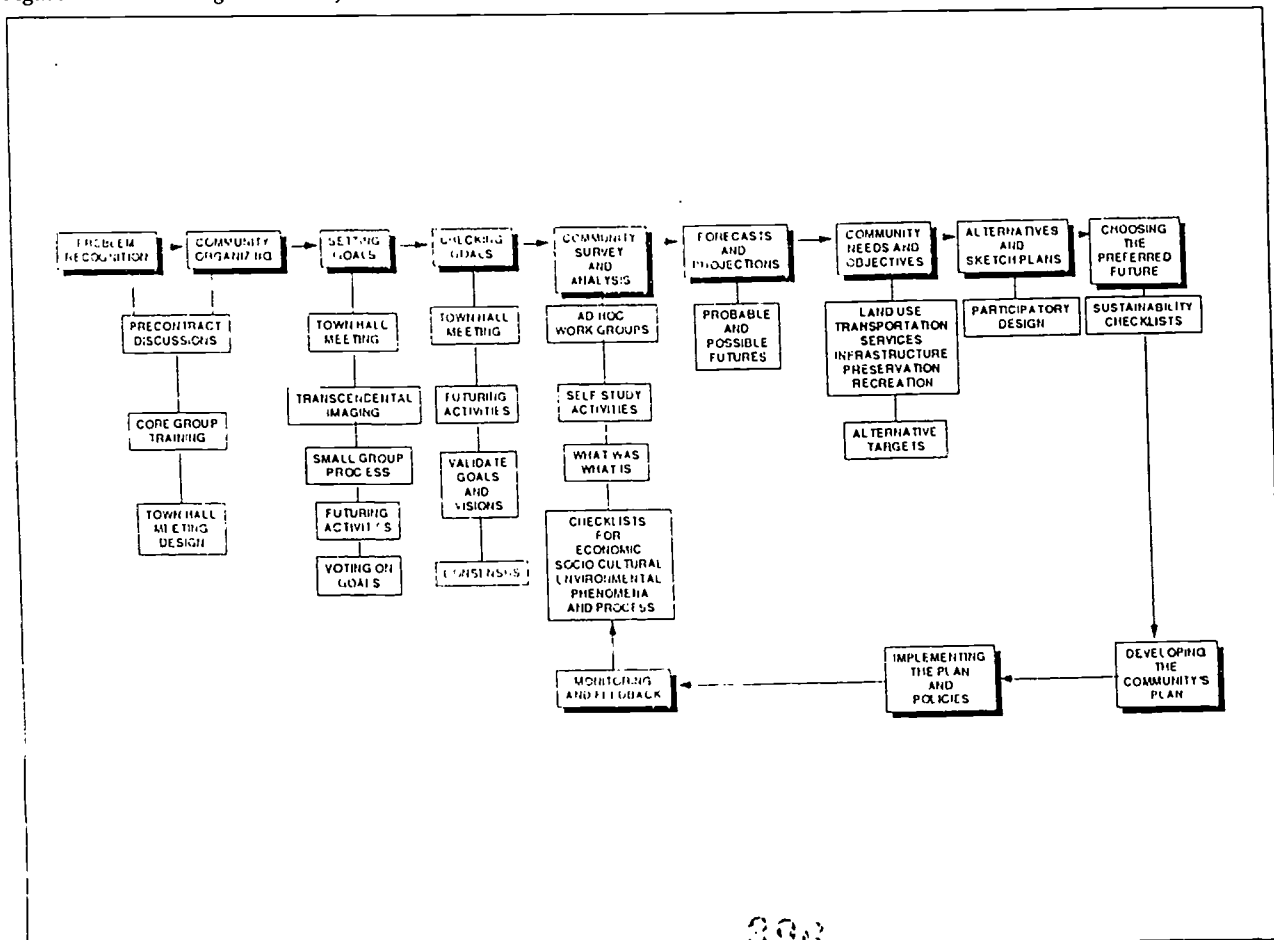 PROBLEM
RECOGNITION
COMMUNITY
ORGANIZING
SETTING
GOALS
CHECKING
GOALS
COMMUNITY
SURVEY
AND
ANALYSIS
FORECASTS
AND
PROJECTIONS
COMMUNITY
NEEDS AND
OBJECTIVES
ALTERNATIVES
AND
SKETCH PLANS
CHOOSING
THE
PREFERRED
FUTURE
PRECONTRACT
DISCUSSIONS
CORE GROUP
TRAINING
TOWN HALL
MEETING
DESIGN
TOWN HALL
MEETING
TRANSCENDENTAL
IMAGING
SMALL GROUP
PROCESS
FUTURING
ACTIVITIES
VOTING ON
GOALS
TOWN HALL
MEETING
FUTURING
ACTIVITIES
VALIDATE
GOALS
AND
VISIONS
CONSENSUS
AD HOC
WORK GROUPS
SELF STUDY
ACTIVITIES
WHAT WAS
WHAT IS
CHECKLISTS
FOR
ECONOMIC
SOCIO CULTURAL
ENVIRONMENTAL
PHENOMENA
AND PROCESS
PROBABLE
AND
POSSIBLE
FUTURES
LAND USE
TRANSPORTATION
SERVICES
INFRASTRUCTURE
PRESERVATION
RECREATION
ALTERNATIVE
TARGETS
PARTICIPATORY
DESIGN
SUSTAINABILITY
CHECKLISTS
MONITORING
AND FEEDBACK
IMPLEMENTING
THE PLAN
AND
POLICIES
DEVELOPING
THE
COMMUNITY'S
PLAN